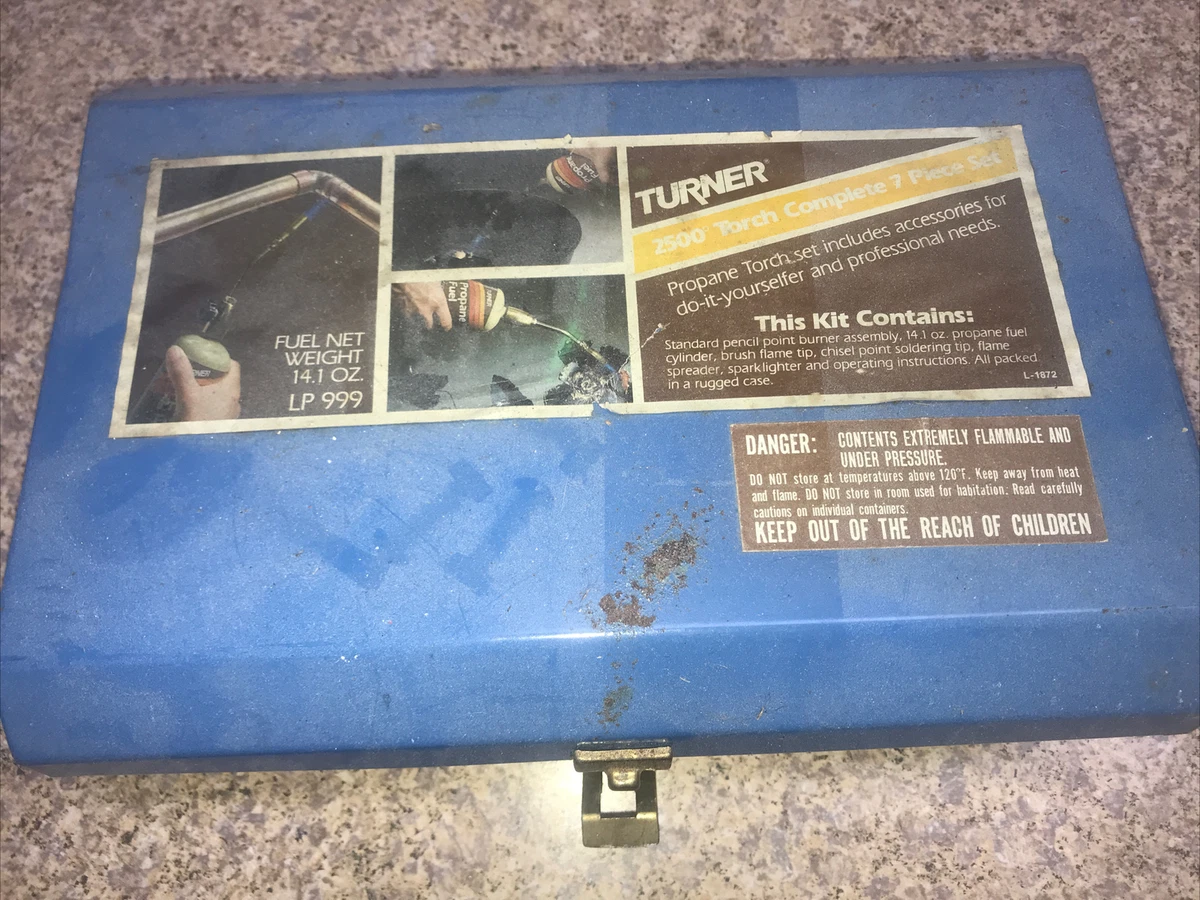 FUEL NET
WEIGHT
14.1 OZ.
LP 999
Propane
Fuel
Propane
Fuel
TURNER®
2500° Torch Complete 7 Piece Set
Propane Torch set includes accessories for
do-it-yourselfer and professional needs.
This Kit Contains:
Standard pencil point burner assembly, 14.1 oz. propane fuel
cylinder, brush flame tip, chisel point soldering tip, flame
spreader, sparklighter and operating instructions. All packed
in a rugged case.
L-1872
DANGER: CONTENTS EXTREMELY FLAMMABLE AND
UNDER PRESSURE.
DO NOT store at temperatures above 120°F. Keep away from heat
and flame. DO NOT store in room used for habitation. Read carefully
cautions on individual containers.
KEEP OUT OF THE REACH OF CHILDREN